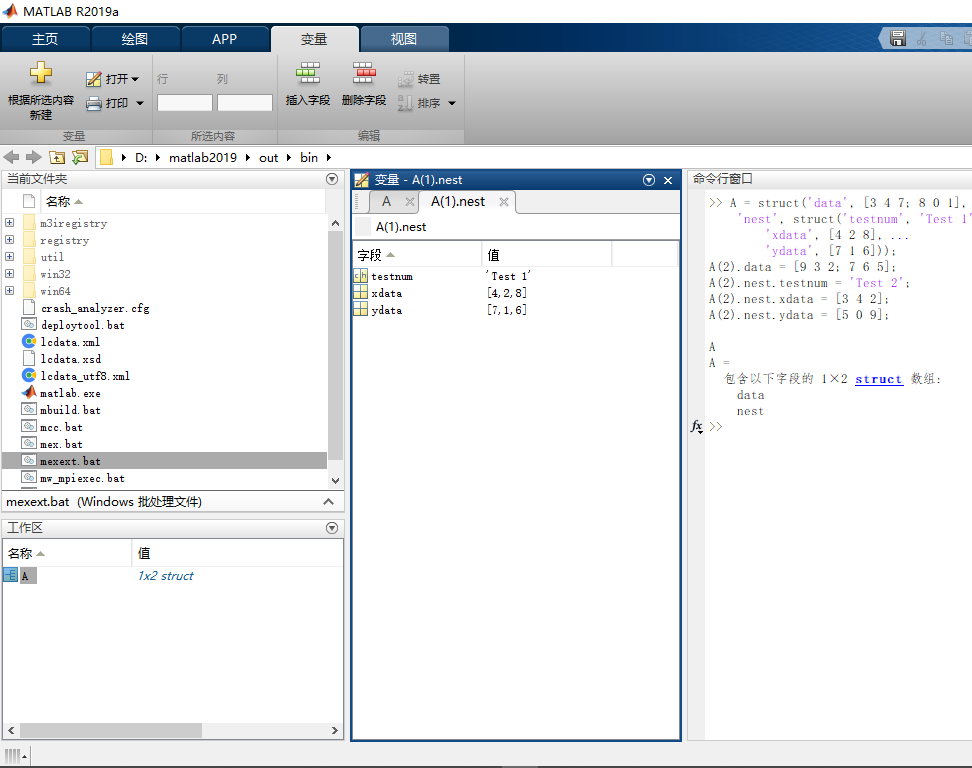 MATLAB R2019a
主页 绘图 APP 变量 视图
根据所选内容
新建
打开
打印
行 列
插入字段 删除字段
转置
排序
变量 所选内容 编辑
D: matlab2019 out bin
当前文件夹
名称
m3iregistry
registry
util
win32
win64
crash_analyzer.cfg
deploytool.bat
lcdata.xml
lcdata.xsd
lcdata_utf8.xml
matlab.exe
mbuild.bat
mcc.bat
mex.bat
mexext.bat
mw_mpiexec.bat
mexext.bat (Windows 批处理文件)
工作区
名称 值
A 1x2 struct
变量 - A(1).nest
A A(1).nest
A(1).nest
字段 值
testnum 'Test 1'
xdata [4,2,8]
ydata [7,1,6]
命令行窗口
>> A = struct('data', [3 4 7; 8 0 1],
'nest', struct('testnum', 'Test 1'
'xdata', [4 2 8], ...
'ydata', [7 1 6]));
A(2).data = [9 3 2; 7 6 5];
A(2).nest.testnum = 'Test 2';
A(2).nest.xdata = [3 4 2];
A(2).nest.ydata = [5 0 9];
A
A =
包含以下字段的 1×2 struct 数组:
data
nest
fx >>